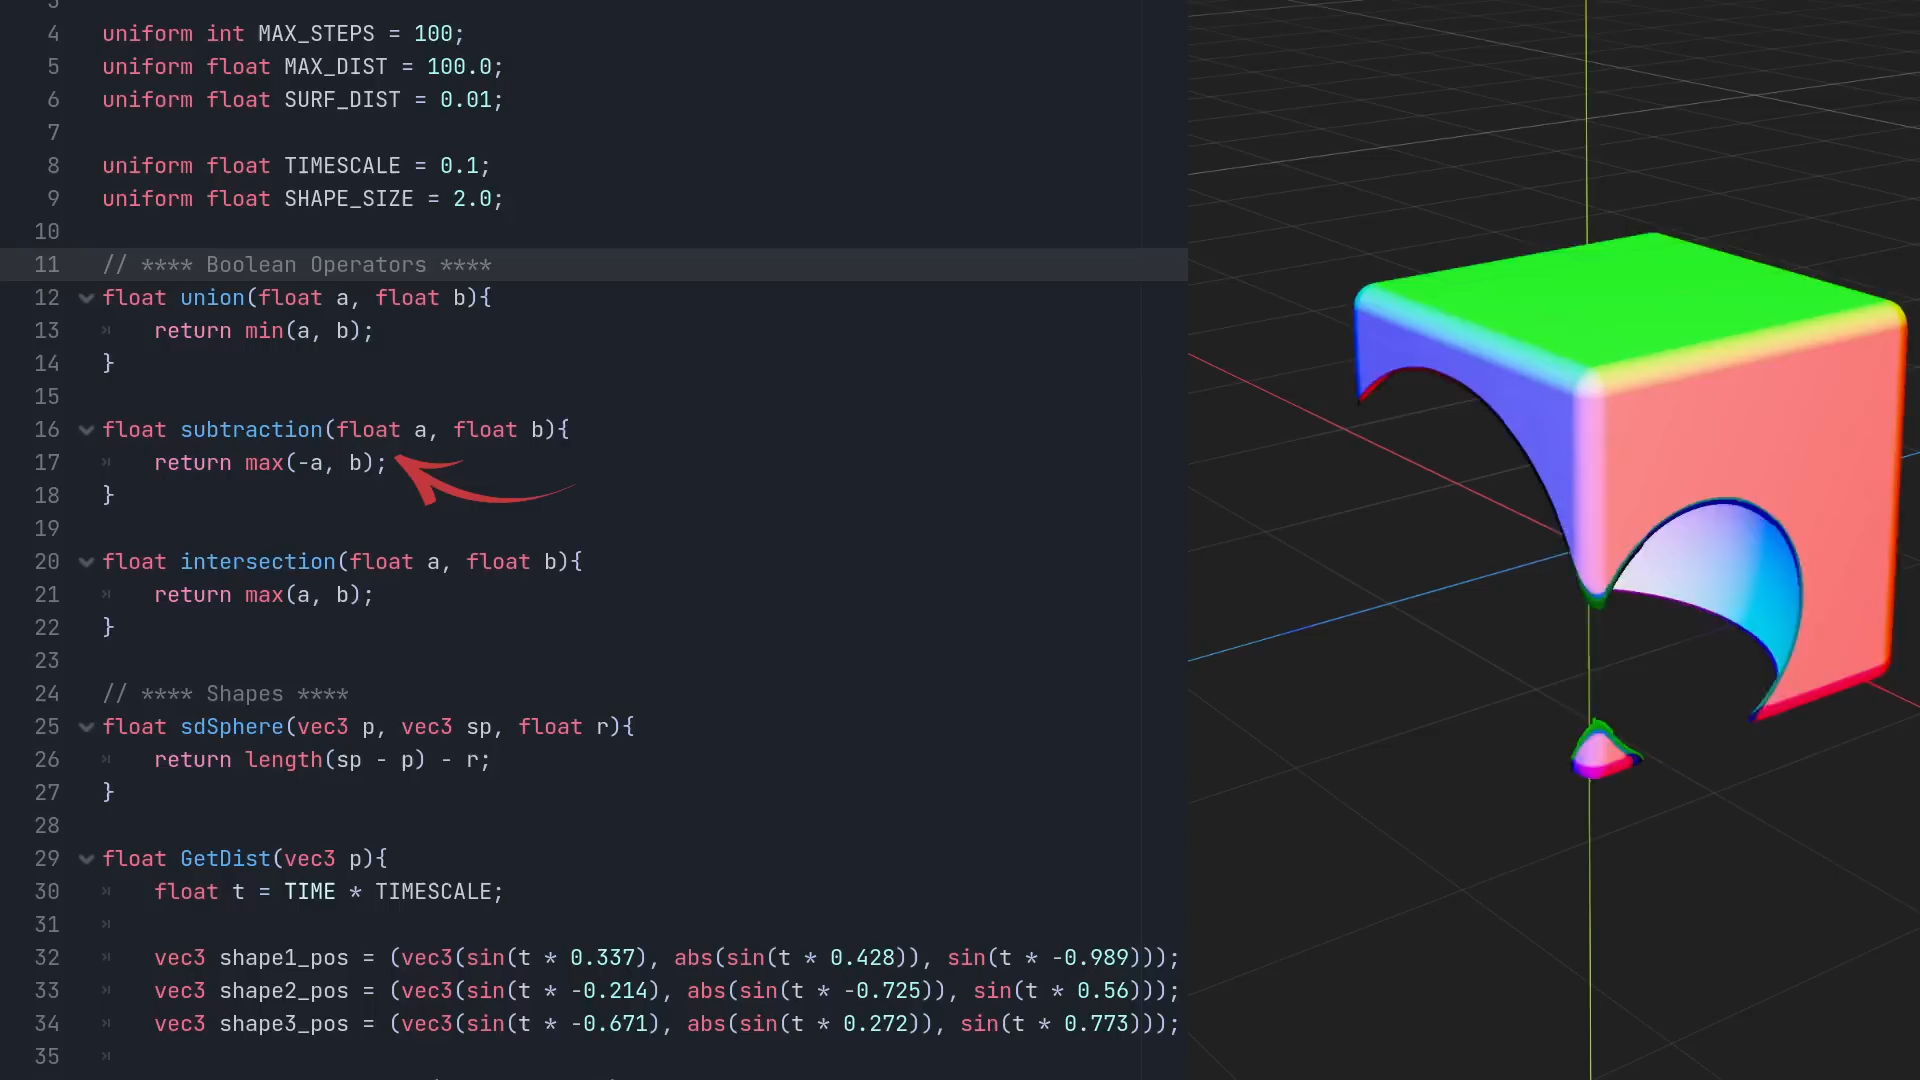 4 uniform int MAX_STEPS = 100;
5 uniform float MAX_DIST = 100.0;
6 uniform float SURF_DIST = 0.01;
7
8 uniform float TIMESCALE = 0.1;
9 uniform float SHAPE_SIZE = 2.0;
10
11 // **** Boolean Operators ****
12 float union(float a, float b){
13 return min(a, b);
14 }
15
16 float subtraction(float a, float b){
17 return max(-a, b);
18 }
19
20 float intersection(float a, float b){
21 return max(a, b);
22 }
23
24 // **** Shapes ****
25 float sdSphere(vec3 p, vec3 sp, float r){
26 return length(sp - p) - r;
27 }
28
29 float GetDist(vec3 p){
30 float t = TIME * TIMESCALE;
31
32 vec3 shape1_pos = (vec3(sin(t * 0.337), abs(sin(t * 0.428)), sin(t * -0.989)));
33 vec3 shape2_pos = (vec3(sin(t * -0.214), abs(sin(t * -0.725)), sin(t * 0.56)));
34 vec3 shape3_pos = (vec3(sin(t * -0.671), abs(sin(t * 0.272)), sin(t * 0.773)));
35